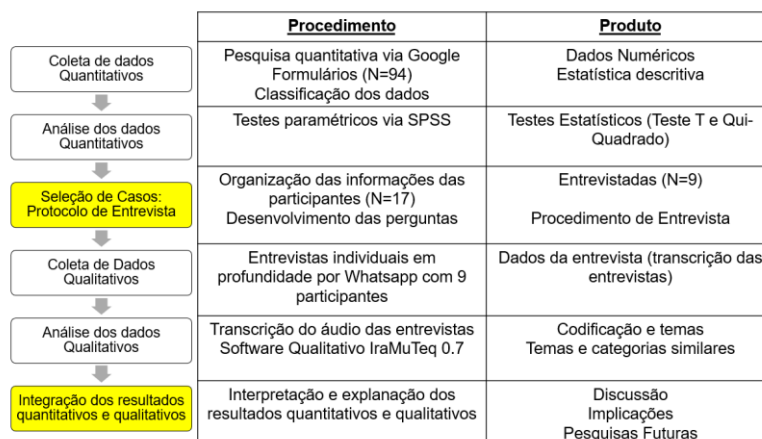 Procedimento
Produto
Coleta de dados
Quantitativos
Pesquisa quantitativa via Google
Formulários (N=94)
Classificação dos dados
Dados Numéricos
Estatística descritiva
Análise dos dados
Quantitativos
Testes paramétricos via SPSS
Testes Estatísticos (Teste T e Qui-
Quadrado)
Seleção de Casos:
Protocolo de Entrevista
Organização das informações das
participantes (N=17)
Desenvolvimento das perguntas
Entrevistadas (N=9)
Procedimento de Entrevista
Coleta de Dados
Qualitativos
Entrevistas individuais em
profundidade por Whatsapp com 9
participantes
Dados da entrevista (transcrição das
entrevistas)
Análise dos dados
Qualitativos
Transcrição do áudio das entrevistas
Software Qualitativo IraMuTeq 0.7
Codificação e temas
Temas e categorias similares
Integração dos resultados
quantitativos e qualitativos
Interpretação e explanação dos
resultados quantitativos e qualitativos
Discussão
Implicações
Pesquisas Futuras